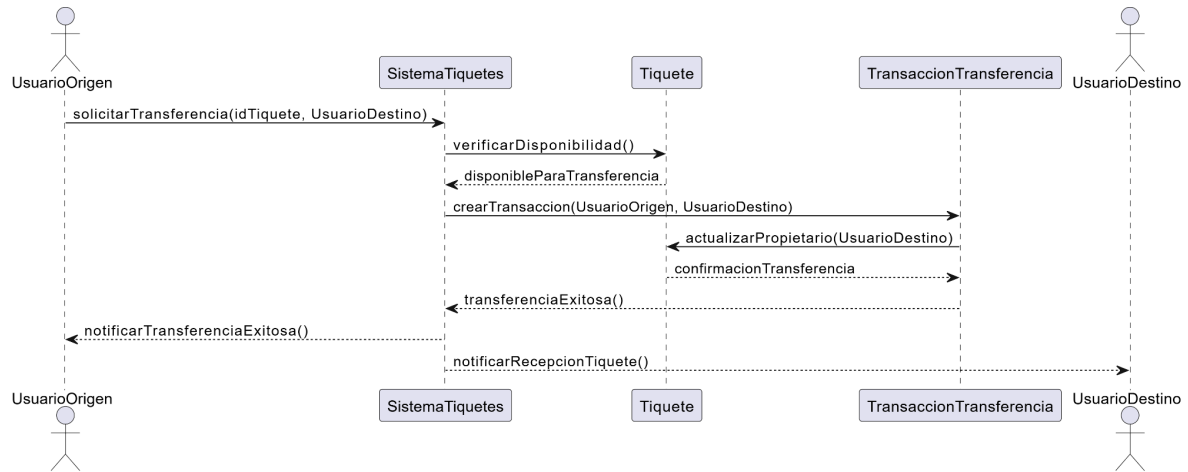 UsuarioOrigen
SistemaTiquetes
Tiquete
TransaccionTransferencia
UsuarioDestino
solicitarTransferencia(idTiquete, UsuarioDestino)
verificarDisponibilidad()
disponibleParaTransferencia
crearTransaccion(UsuarioOrigen, UsuarioDestino)
actualizarPropietario(UsuarioDestino)
confirmacionTransferencia
transferenciaExitosa()
notificarTransferenciaExitosa()
notificarRecepcionTiquete()
UsuarioOrigen
SistemaTiquetes
Tiquete
TransaccionTransferencia
UsuarioDestino